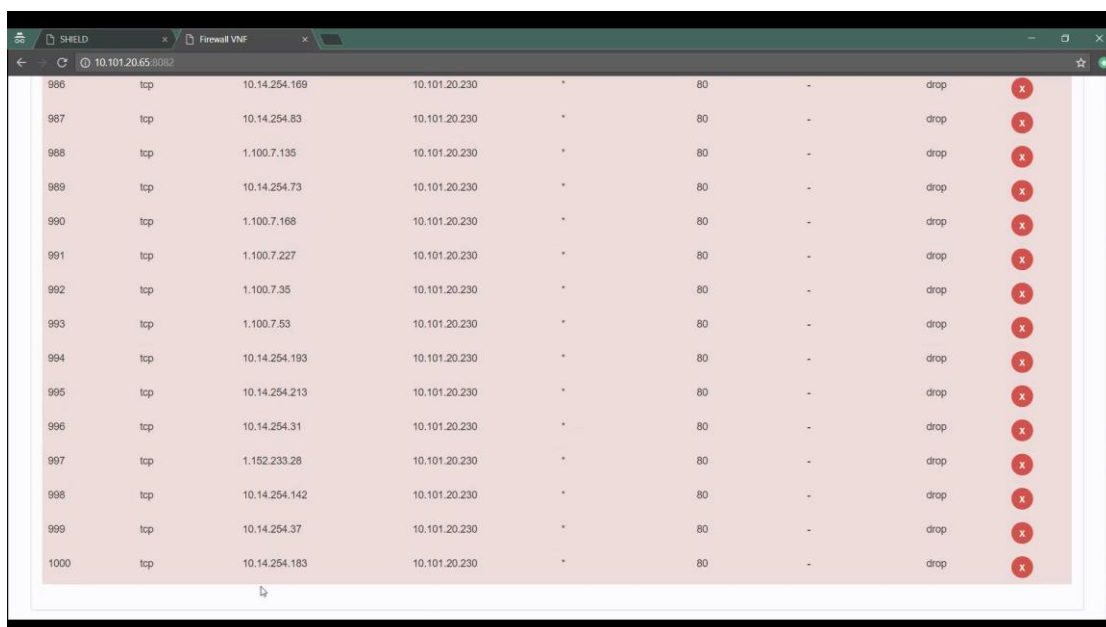 SHIELD Firewall VNF
10.101.20.65:8082
986 tcp 10.14.254.169 10.101.20.230 * 80 - drop x
987 tcp 10.14.254.83 10.101.20.230 * 80 - drop x
988 tcp 1.100.7.135 10.101.20.230 * 80 - drop x
989 tcp 10.14.254.73 10.101.20.230 * 80 - drop x
990 tcp 1.100.7.168 10.101.20.230 * 80 - drop x
991 tcp 1.100.7.227 10.101.20.230 * 80 - drop x
992 tcp 1.100.7.35 10.101.20.230 * 80 - drop x
993 tcp 1.100.7.53 10.101.20.230 * 80 - drop x
994 tcp 10.14.254.193 10.101.20.230 * 80 - drop x
995 tcp 10.14.254.213 10.101.20.230 * 80 - drop x
996 tcp 10.14.254.31 10.101.20.230 * 80 - drop x
997 tcp 1.152.233.28 10.101.20.230 * 80 - drop x
998 tcp 10.14.254.142 10.101.20.230 * 80 - drop x
999 tcp 10.14.254.37 10.101.20.230 * 80 - drop x
1000 tcp 10.14.254.183 10.101.20.230 * 80 - drop x